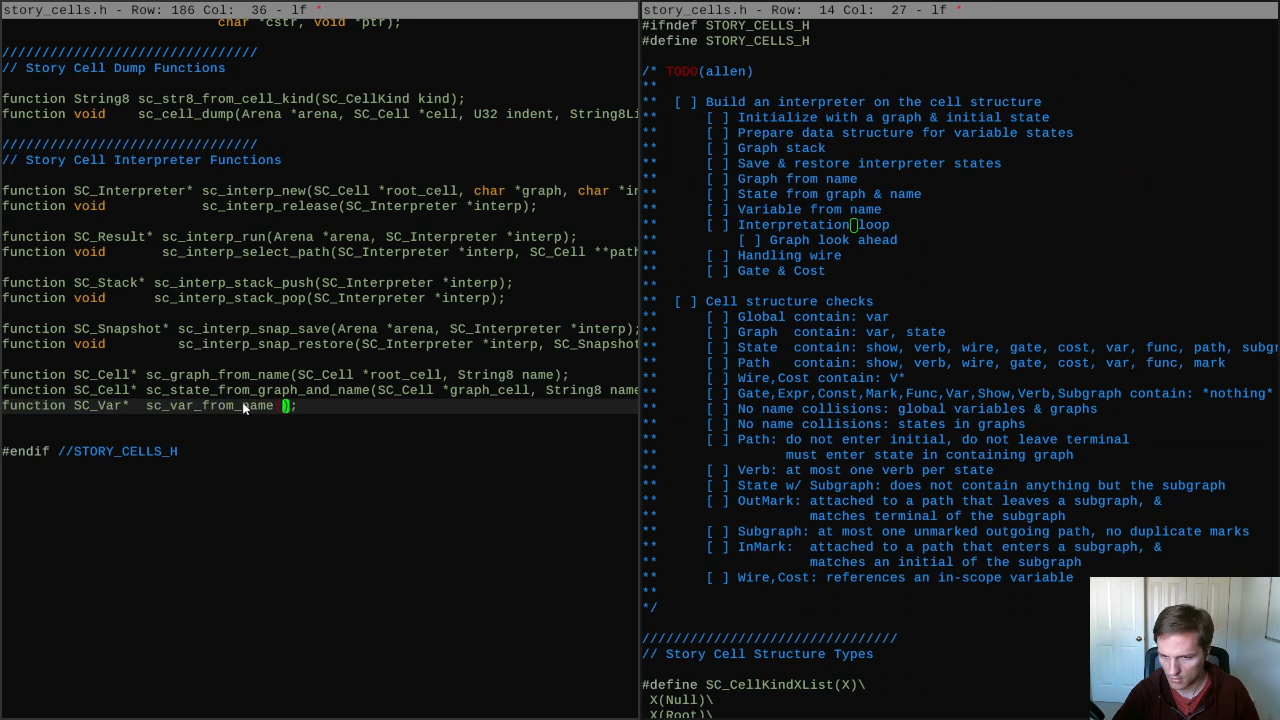 story_cells.h - Row: 186 Col:  36 - lf *
char *cstr, void *ptr);
////////////////////////////////
// Story Cell Dump Functions
function String8 sc_str8_from_cell_kind(SC_CellKind kind);
function void    sc_cell_dump(Arena *arena, SC_Cell *cell, U32 indent, String8Li
////////////////////////////////
// Story Cell Interpreter Functions
function SC_Interpreter* sc_interp_new(SC_Cell *root_cell, char *graph, char *in
function void            sc_interp_release(SC_Interpreter *interp);
function SC_Result* sc_interp_run(Arena *arena, SC_Interpreter *interp);
function void       sc_interp_select_path(SC_Interpreter *interp, SC_Cell **path
function SC_Stack* sc_interp_stack_push(SC_Interpreter *interp);
function void      sc_interp_stack_pop(SC_Interpreter *interp);
function SC_Snapshot* sc_interp_snap_save(Arena *arena, SC_Interpreter *interp);
function void         sc_interp_snap_restore(SC_Interpreter *interp, SC_Snapshot
function SC_Cell* sc_graph_from_name(SC_Cell *root_cell, String8 name);
function SC_Cell* sc_state_from_graph_and_name(SC_Cell *graph_cell, String8 name
function SC_Var*  sc_var_from_name();
#endif //STORY_CELLS_H
story_cells.h - Row:  14 Col:  27 - lf *
#ifndef STORY_CELLS_H
#define STORY_CELLS_H
/* TODO(allen)
**
**  [ ] Build an interpreter on the cell structure
**      [ ] Initialize with a graph & initial state
**      [ ] Prepare data structure for variable states
**      [ ] Graph stack
**      [ ] Save & restore interpreter states
**      [ ] Graph from name
**      [ ] State from graph & name
**      [ ] Variable from name
**      [ ] Interpretation loop
**          [ ] Graph look ahead
**      [ ] Handling wire
**      [ ] Gate & Cost
**
**  [ ] Cell structure checks
**      [ ] Global contain: var
**      [ ] Graph  contain: var, state
**      [ ] State  contain: show, verb, wire, gate, cost, var, func, path, subgr
**      [ ] Path   contain: show, verb, wire, gate, cost, var, func, mark
**      [ ] Wire,Cost contain: V*
**      [ ] Gate,Expr,Const,Mark,Func,Var,Show,Verb,Subgraph contain: *nothing*
**      [ ] No name collisions: global variables & graphs
**      [ ] No name collisions: states in graphs
**      [ ] Path: do not enter initial, do not leave terminal
**                must enter state in containing graph
**      [ ] Verb: at most one verb per state
**      [ ] State w/ Subgraph: does not contain anything but the subgraph
**      [ ] OutMark: attached to a path that leaves a subgraph, &
**                   matches terminal of the subgraph
**      [ ] Subgraph: at most one unmarked outgoing path, no duplicate marks
**      [ ] InMark:  attached to a path that enters a subgraph, &
**                   matches an initial of the subgraph
**      [ ] Wire,Cost: references an in-scope variable
**
*/
////////////////////////////////
// Story Cell Structure Types
#define SC_CellKindXList(X)\
X(Null)\
X(Root)\